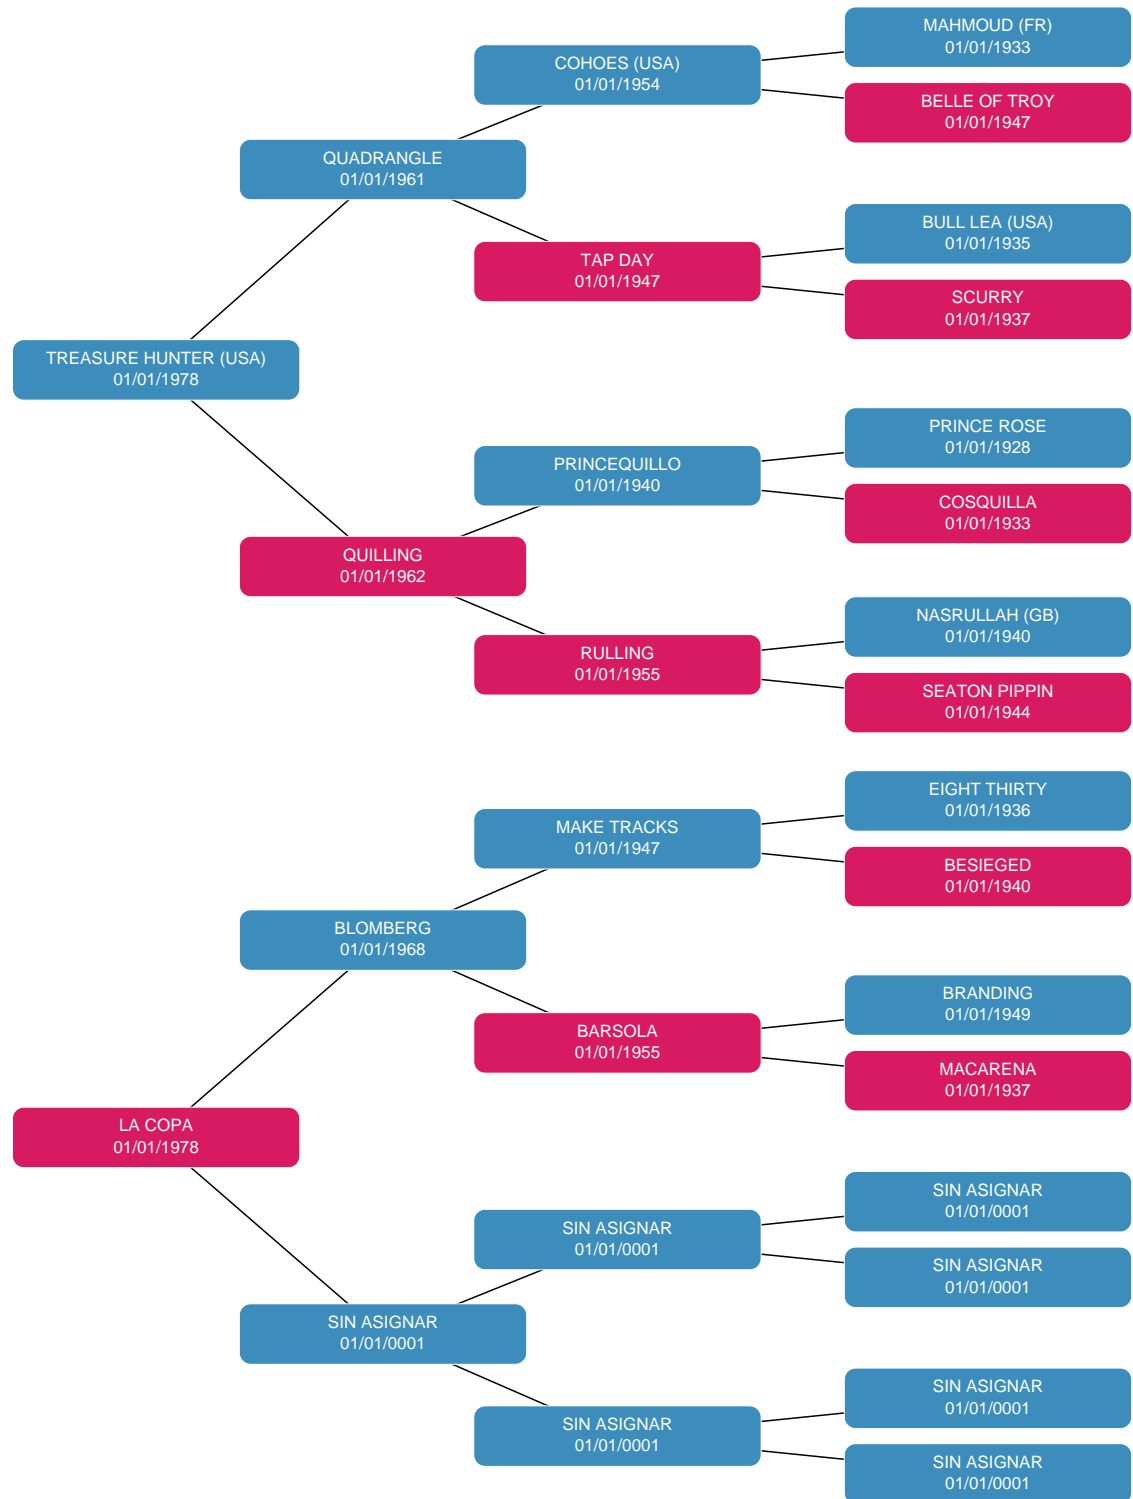 MAHMOUD (FR)
01/01/1933
COHOES (USA)
01/01/1954
BELLE OF TROY
01/01/1947
QUADRANGLE
01/01/1961
BULL LEA (USA)
01/01/1935
TAP DAY
01/01/1947
SCURRY
01/01/1937
TREASURE HUNTER (USA)
01/01/1978
PRINCE ROSE
01/01/1928
PRINCEQUILLO
01/01/1940
COSQUILLA
01/01/1933
QUILLING
01/01/1962
NASRULLAH (GB)
01/01/1940
RULLING
01/01/1955
SEATON PIPPIN
01/01/1944
EIGHT THIRTY
01/01/1936
MAKE TRACKS
01/01/1947
BESIEGED
01/01/1940
BLOMBERG
01/01/1968
BRANDING
01/01/1949
BARSOLA
01/01/1955
MACARENA
01/01/1937
LA COPA
01/01/1978
SIN ASIGNAR
01/01/0001
SIN ASIGNAR
01/01/0001
SIN ASIGNAR
01/01/0001
SIN ASIGNAR
01/01/0001
SIN ASIGNAR
01/01/0001
SIN ASIGNAR
01/01/0001
SIN ASIGNAR
01/01/0001